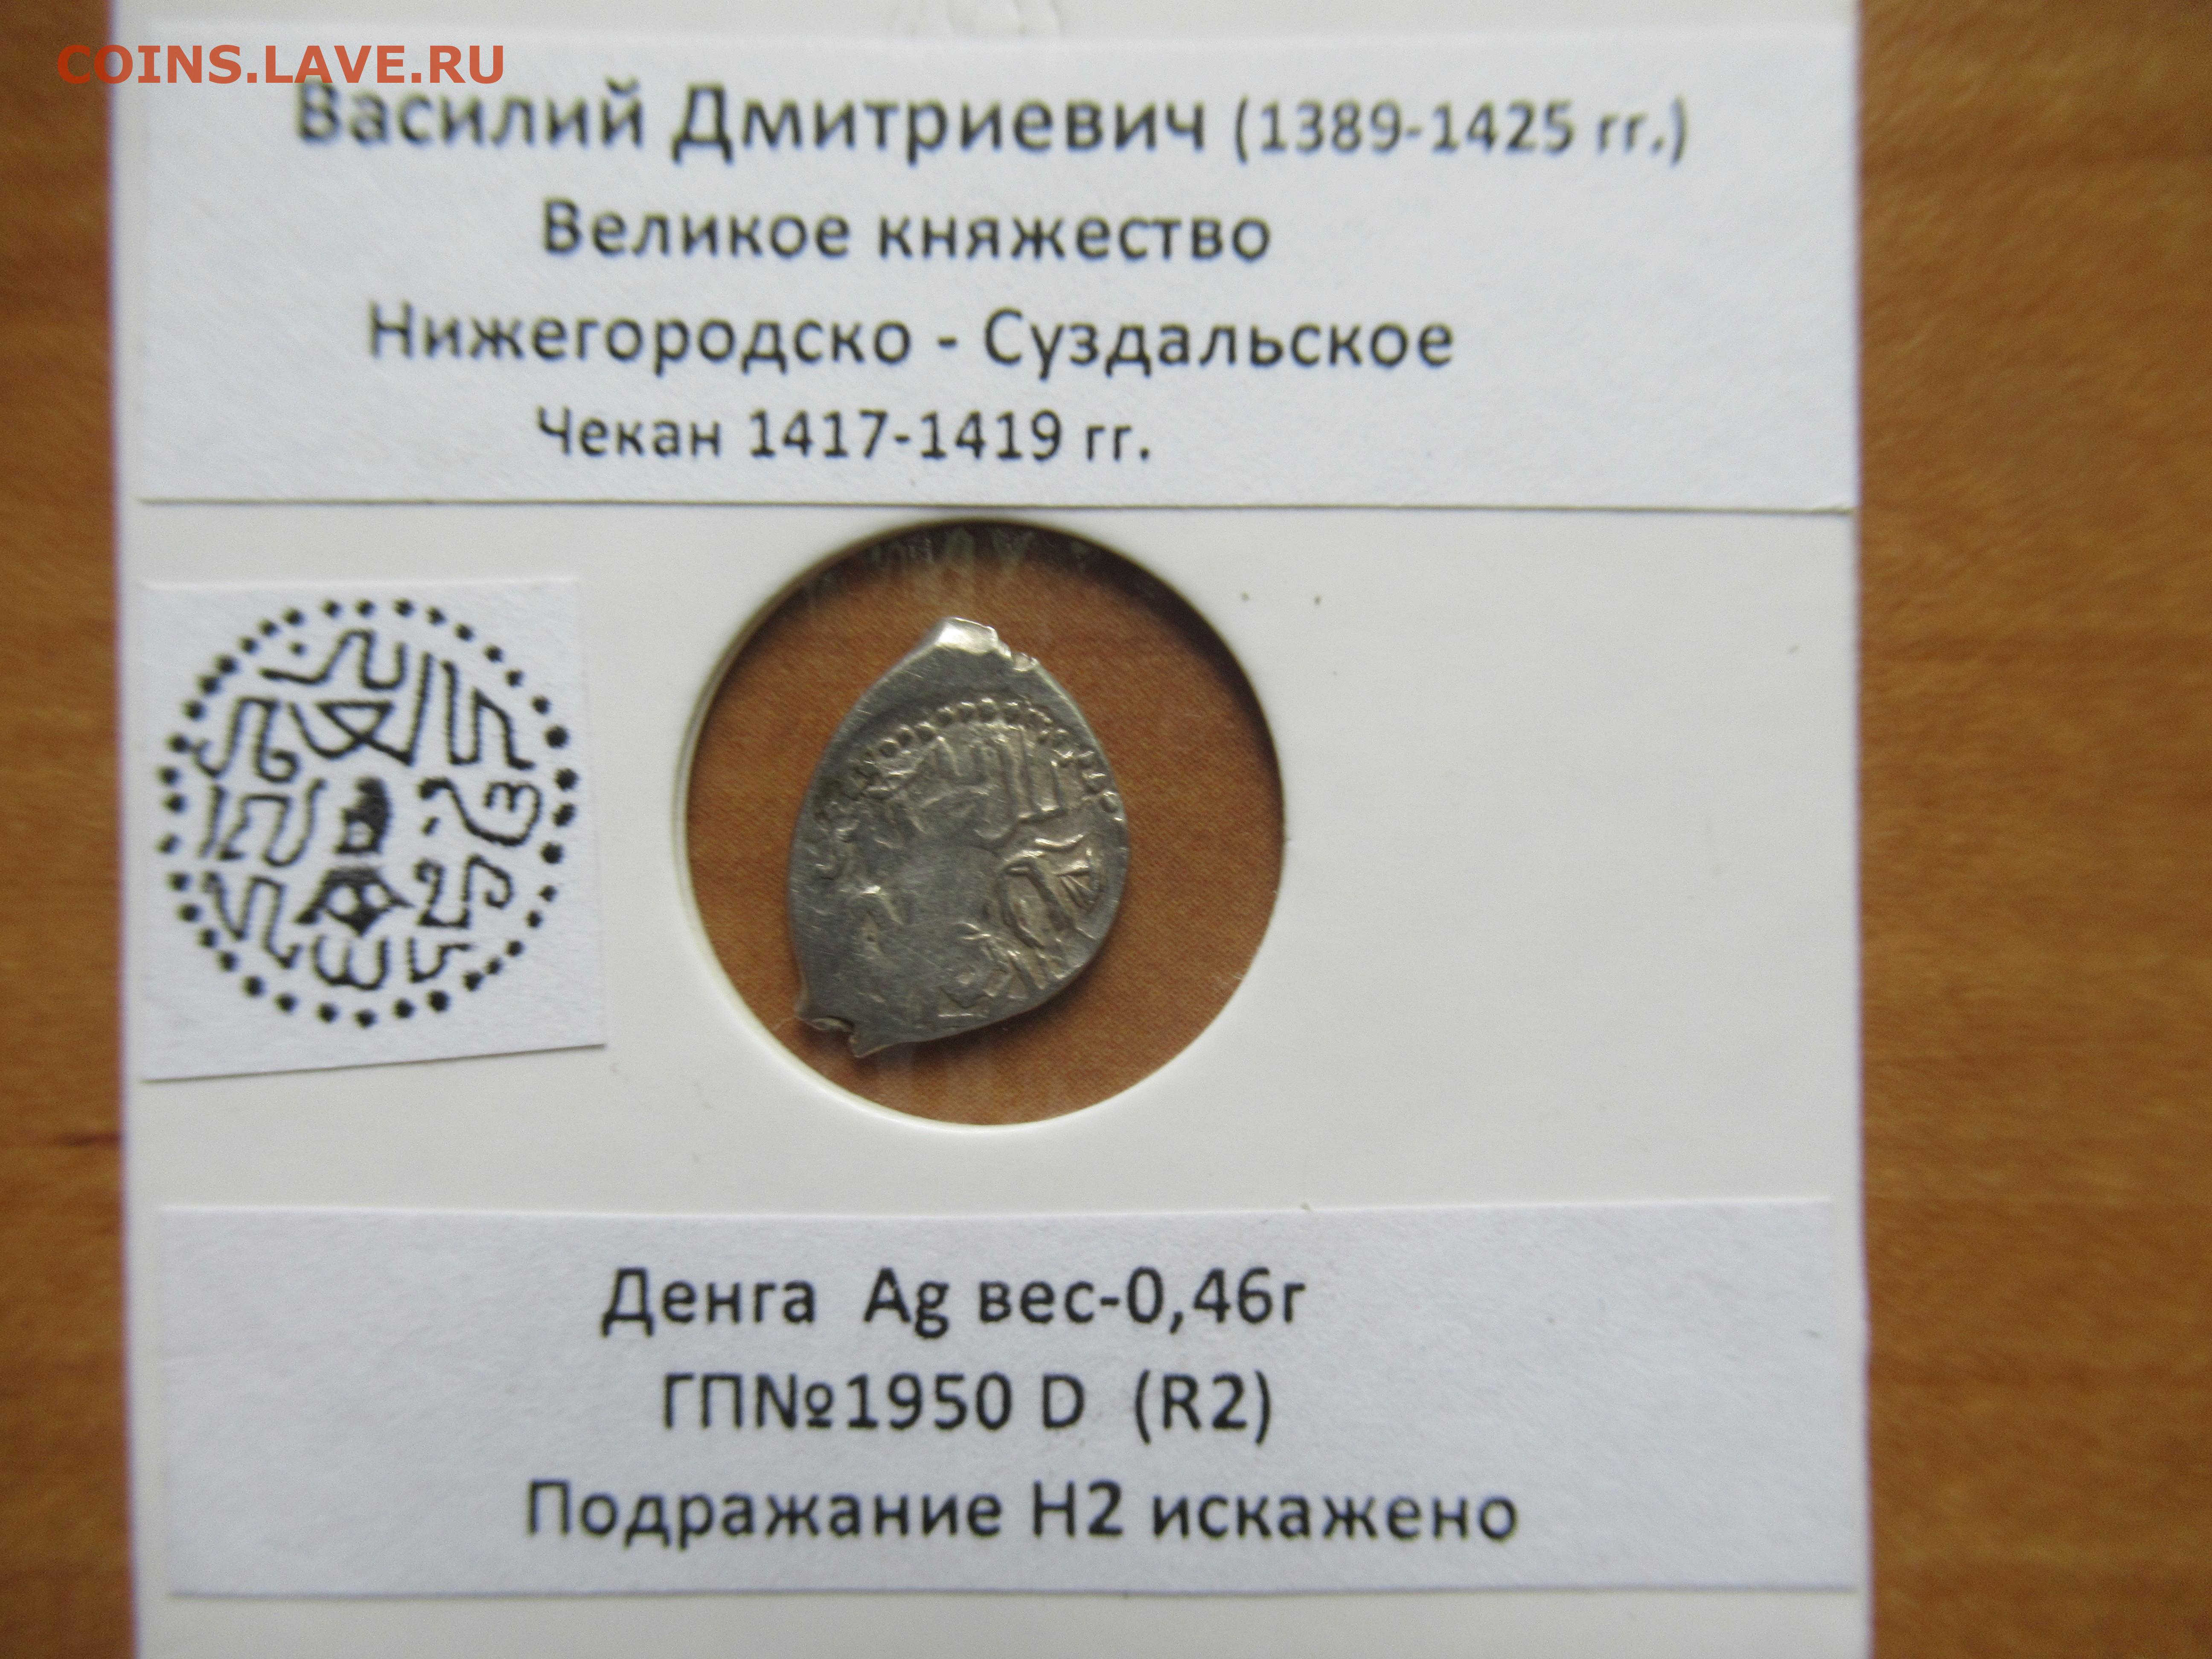 COINS.LAVE.RU
Василий Дмитриевич (1389-1425 гг.)
Великое княжество
Нижегородско - Суздальское
Чекан 1417-1419 гг.
Денга Ag вес-0,46г
ГП№1950 D (R2)
Подражание Н2 искажено